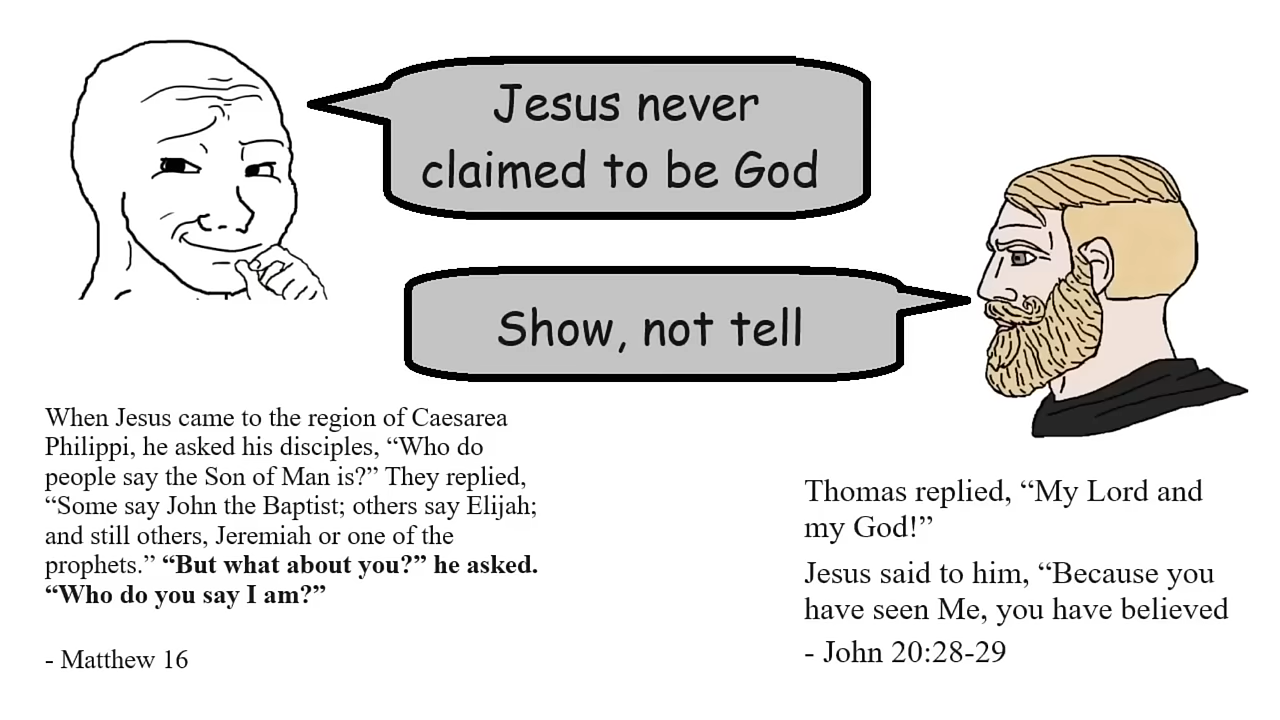 Jesus never
claimed to be God
Show, not tell
When Jesus came to the region of Caesarea
Philippi, he asked his disciples, “Who do
people say the Son of Man is?” They replied,
“Some say John the Baptist; others say Elijah;
and still others, Jeremiah or one of the
prophets.” “But what about you?” he asked.
“Who do you say I am?”
- Matthew 16
Thomas replied, “My Lord and
my God!”
Jesus said to him, “Because you
have seen Me, you have believed
- John 20:28-29